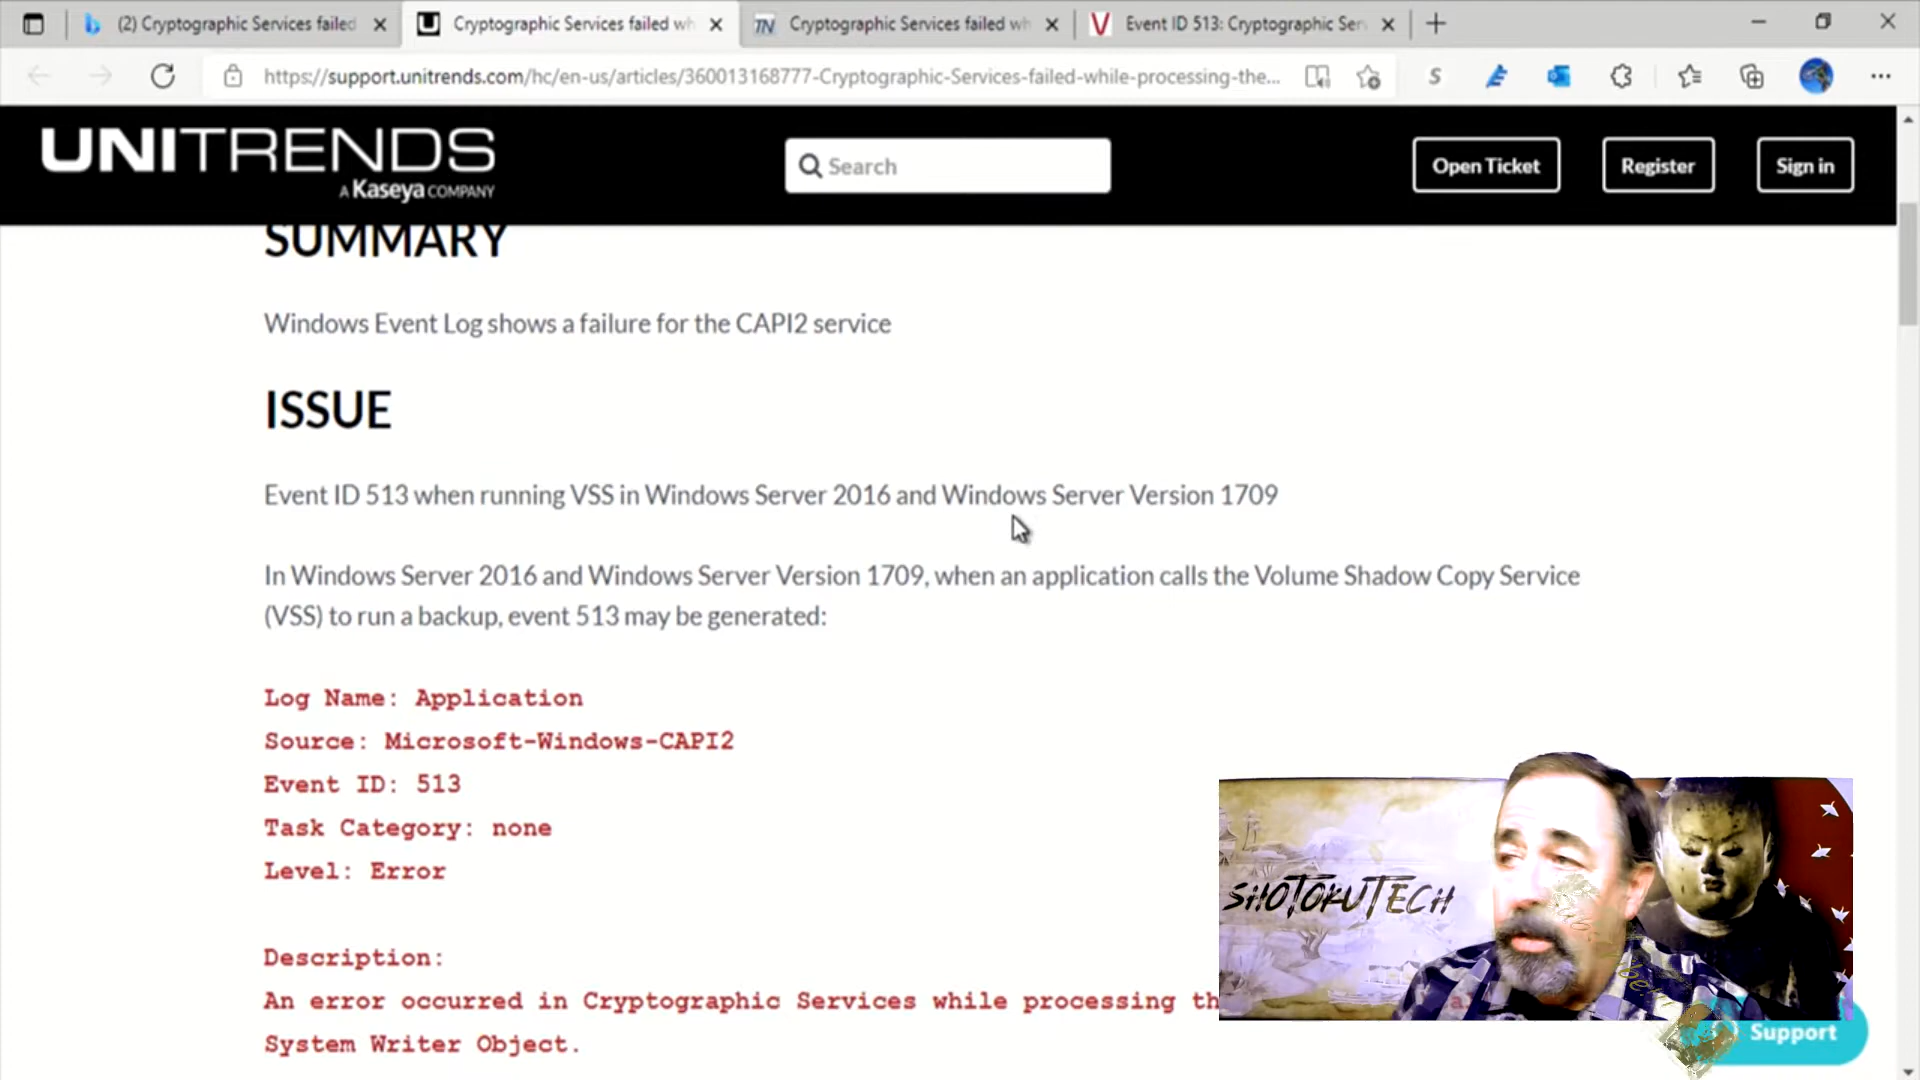 (2) Cryptographic Services failed
Cryptographic Services failed wh
TN
Cryptographic Services failed wh
Event ID 513: Cryptographic Ser
https://support.unitrends.com/hc/en-us/articles/360013168777-Cryptographic-Services-failed-while-processing-the...
UNITRENDS
A Kaseya COMPANY
Search
Open Ticket
Register
Sign in
SUMMARY
Windows Event Log shows a failure for the CAPI2 service
ISSUE
Event ID 513 when running VSS in Windows Server 2016 and Windows Server Version 1709
In Windows Server 2016 and Windows Server Version 1709, when an application calls the Volume Shadow Copy Service
(VSS) to run a backup, event 513 may be generated:
Log Name: Application
Source: Microsoft-Windows-CAPI2
Event ID: 513
Task Category: none
Level: Error
Description:
An error occurred in Cryptographic Services while processing th
System Writer Object.
SHOTOKUTECH
Support